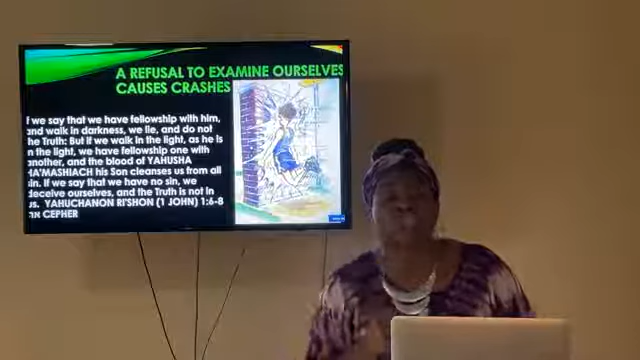 A REFUSAL TO EXAMINE OURSELVES
CAUSES CRASHES
f we say that we have fellowship with him,
and walk in darkness, we lie, and do not
he Truth: But if we walk in the light, as he is
n the light, we have fellowship one with
another, and the blood of YAHUSHA
HA'MASHIACH his Son cleanses us from all
sin. If we say that we have no sin, we
deceive ourselves, and the Truth is not in
us. YAHUCHANON RI'SHON (1 JOHN) 1:6-8
את CEPHER